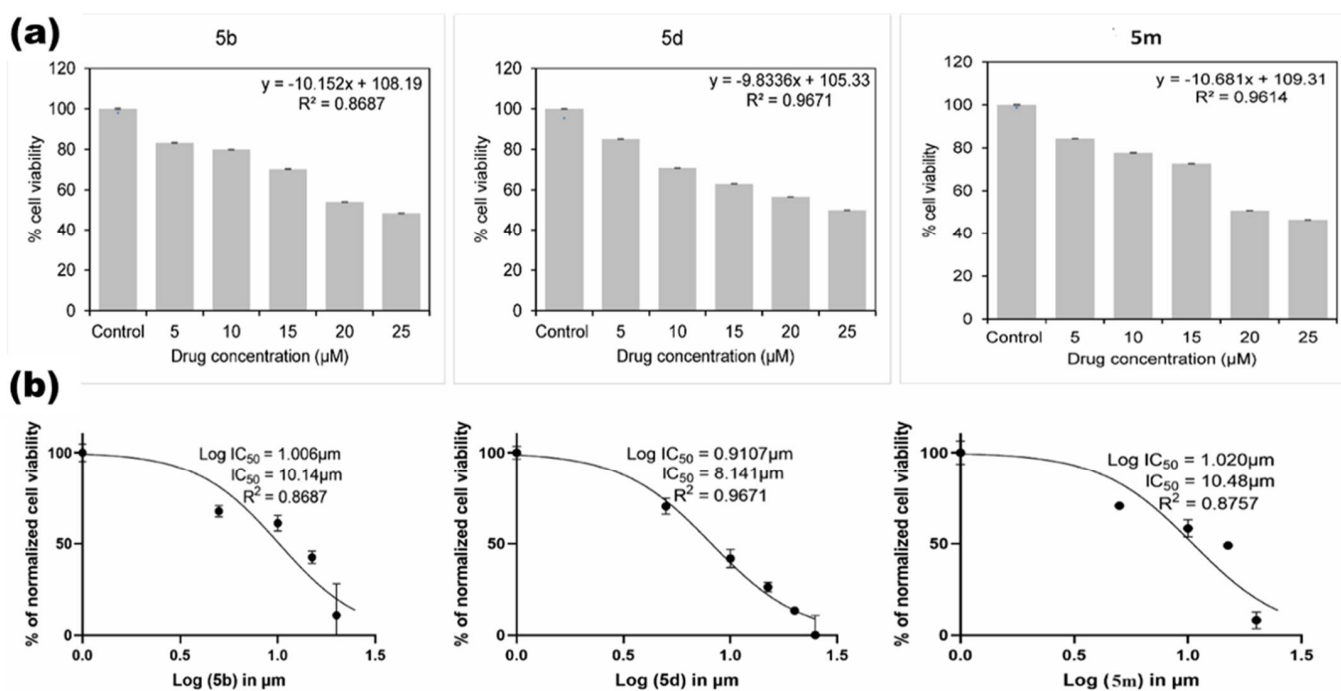 (a)
5b
120
100
80
60
40
20
0
% cell viability
y = -10.152x + 108.19
R² = 0.8687
Control 5 10 15 20 25
Drug concentration (µM)
5d
120
100
80
60
40
20
0
% cell viability
y = -9.8336x + 105.33
R² = 0.9671
Control 5 10 15 20 25
Drug concentration (µM)
5m
120
100
80
60
40
20
0
% cell viability
y = -10.681x + 109.31
R² = 0.9614
Control 5 10 15 20 25
Drug concentration (µM)
(b)
% of normalized cell viability
100
50
0
Log IC50 = 1.006µm
IC50 = 10.14µm
R² = 0.8687
0.0 0.5 1.0 1.5
Log (5b) in µm
% of normalized cell viability
100
50
0
Log IC50 = 0.9107µm
IC50 = 8.141µm
R² = 0.9671
0.0 0.5 1.0 1.5
Log (5d) in µm
% of normalized cell viability
100
50
0
Log IC50 = 1.020µm
IC50 = 10.48µm
R² = 0.8757
0.0 0.5 1.0 1.5
Log (5m) in µm